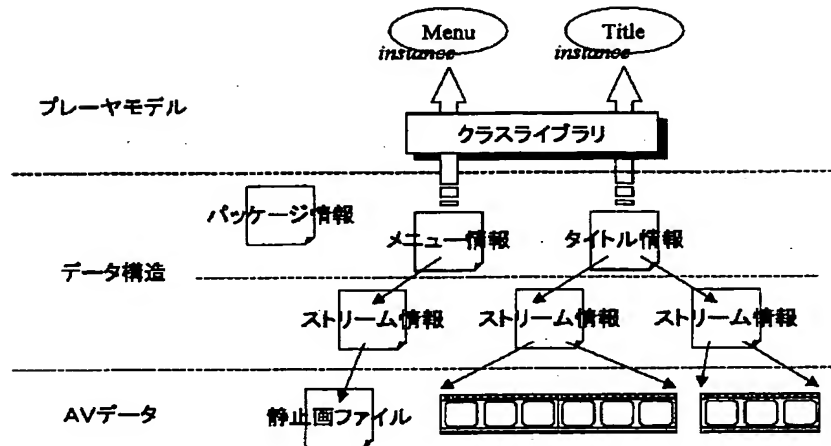 Menu
Title
instance
instance
プレーヤモデル
クラスライブラリ
パッケージ情報
メニュー情報
タイトル情報
データ構造
ストリーム情報
ストリーム情報
ストリーム情報
AVデータ
静止画ファイル